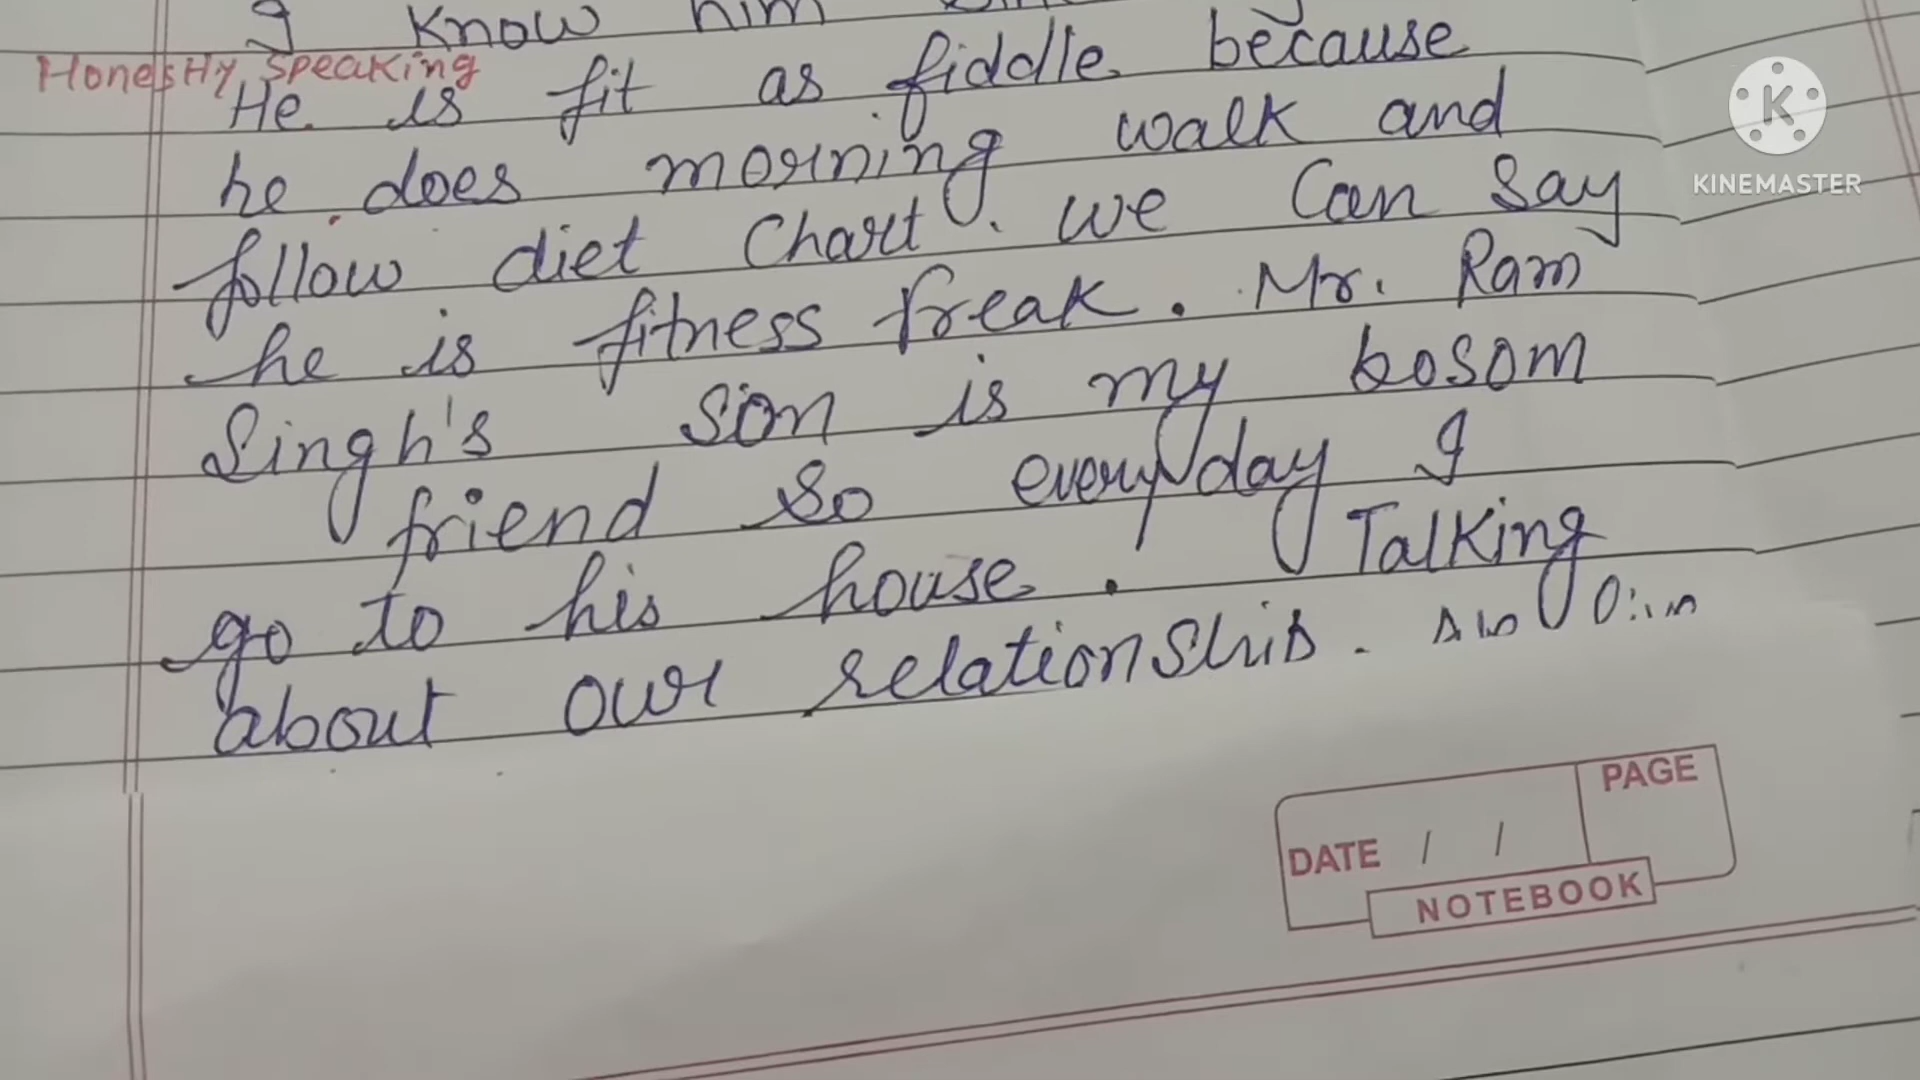 I know him
Honestly speaking
He is fit as fiddle because
he does morning walk and
follow diet chart. we can say
he is fitness freak. Mr. Ram
Singh's son is my bosom
friend so everyday I
go to his house. Talking
about our relationship.
K
KINEMASTER
PAGE
DATE / /
NOTEBOOK